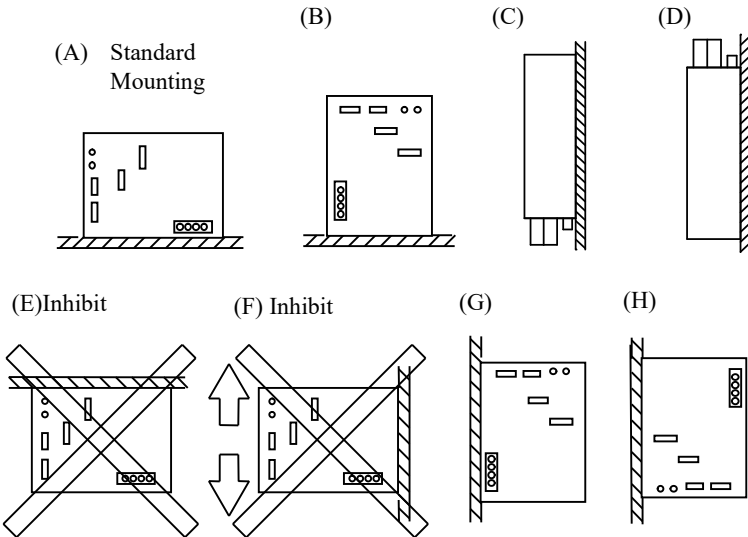 (A) Standard
Mounting
(B)
(C)
(D)
(E)Inhibit
(F) Inhibit
(G)
(H)